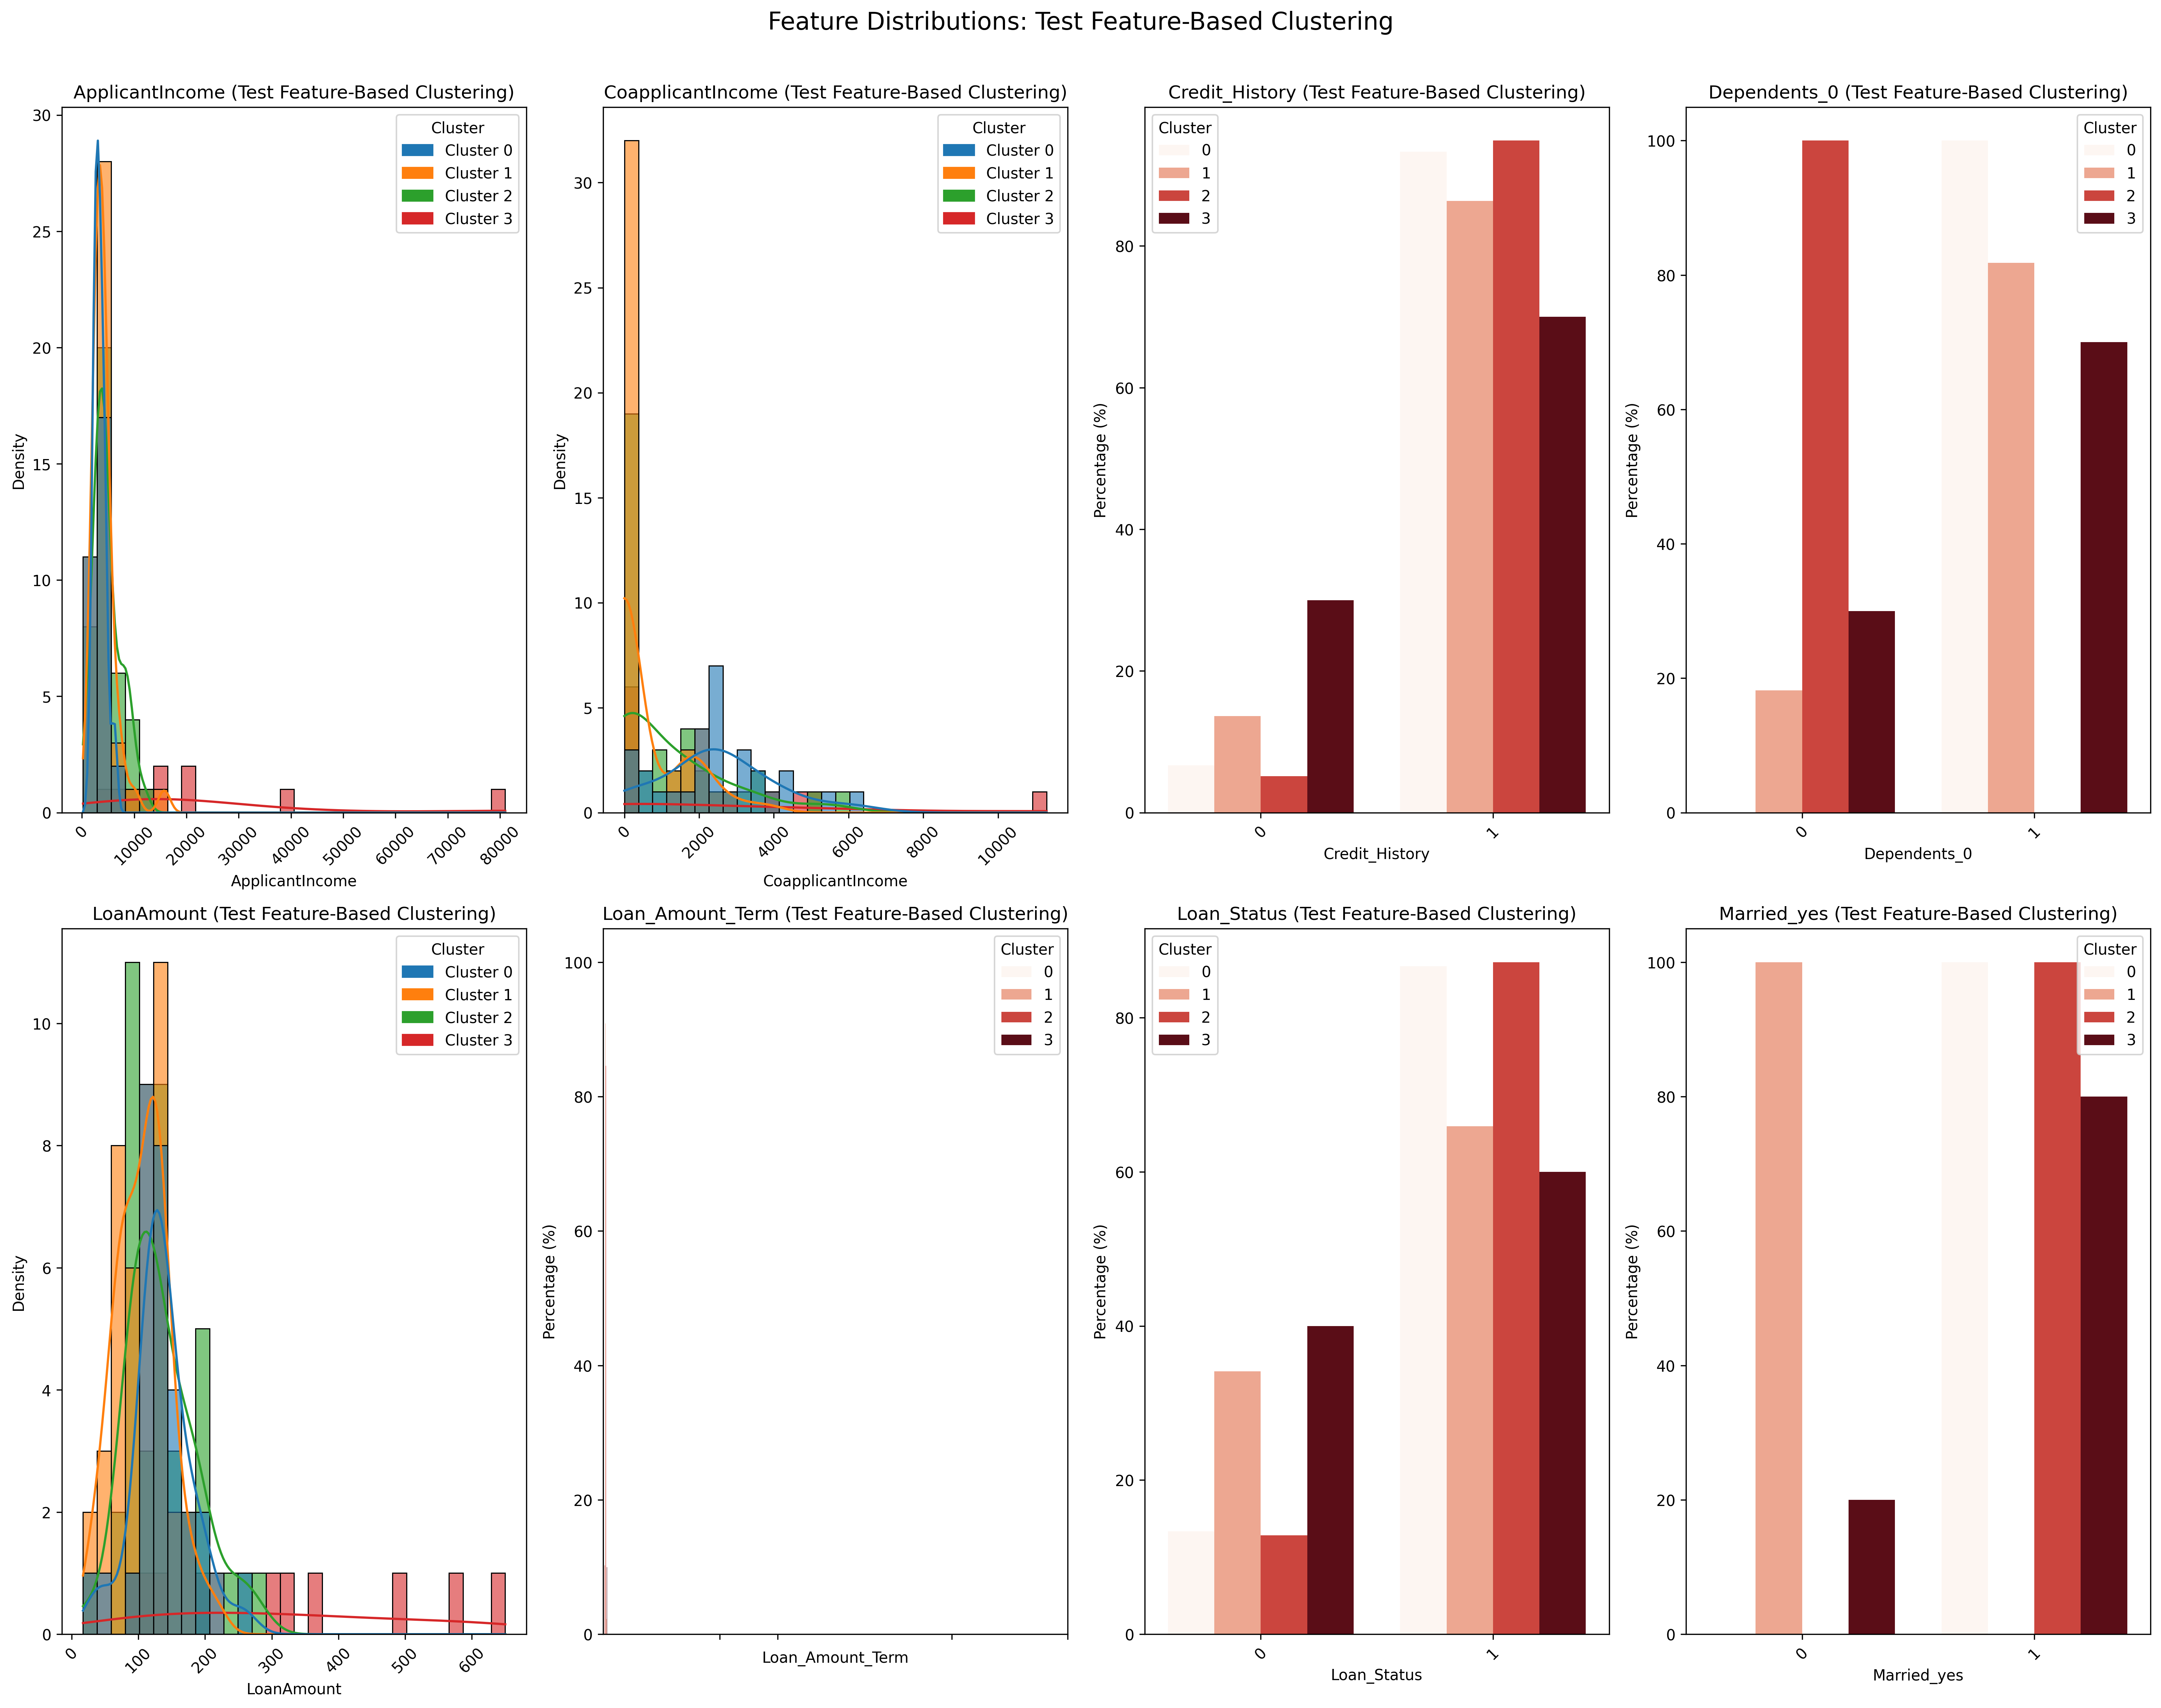 Feature Distributions: Test Feature-Based Clustering
ApplicantIncome (Test Feature-Based Clustering)
30
25
20
15
10
5
0
Density
Cluster
Cluster 0
Cluster 1
Cluster 2
Cluster 3
0
10000
20000
30000
40000
50000
60000
70000
80000
ApplicantIncome
CoapplicantIncome (Test Feature-Based Clustering)
30
25
20
15
10
5
0
Density
Cluster
Cluster 0
Cluster 1
Cluster 2
Cluster 3
0
2000
4000
6000
8000
10000
CoapplicantIncome
Credit_History (Test Feature-Based Clustering)
80
60
40
20
0
Percentage (%)
Cluster
0
1
2
3
0
1
Credit_History
Dependents_0 (Test Feature-Based Clustering)
100
80
60
40
20
0
Percentage (%)
Cluster
0
1
2
3
0
1
Dependents_0
LoanAmount (Test Feature-Based Clustering)
10
8
6
4
2
0
Density
Cluster
Cluster 0
Cluster 1
Cluster 2
Cluster 3
0
100
200
300
400
500
600
LoanAmount
Loan_Amount_Term (Test Feature-Based Clustering)
100
80
60
40
20
0
Percentage (%)
Cluster
0
1
2
3
Loan_Amount_Term
Loan_Status (Test Feature-Based Clustering)
80
60
40
20
0
Percentage (%)
Cluster
0
1
2
3
0
1
Loan_Status
Married_yes (Test Feature-Based Clustering)
100
80
60
40
20
0
Percentage (%)
Cluster
0
1
2
3
0
1
Married_yes